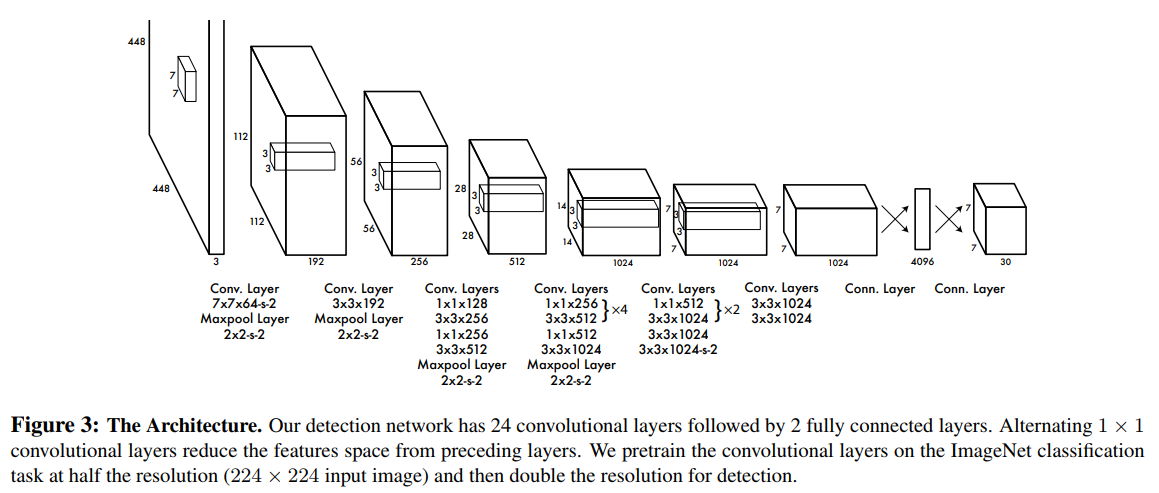 448
7
7
448
3
112
3
3
112
192
56
3
3
56
256
28
3
3
28
512
14
3
3
14
1024
7
3
3
7
1024
7
7
1024
4096
7
7
30
Conv. Layer
7x7x64-s-2
Maxpool Layer
2x2-s-2
Conv. Layer
3x3x192
Maxpool Layer
2x2-s-2
Conv. Layers
1x1x128
3x3x256
1x1x256
3x3x512
Maxpool Layer
2x2-s-2
Conv. Layers
1x1x256
3x3x512 }×4
1x1x512
3x3x1024
Maxpool Layer
2x2-s-2
Conv. Layers
1x1x512
3x3x1024 }×2
3x3x1024
3x3x1024-s-2
Conv. Layers
3x3x1024
3x3x1024
Conn. Layer
Conn. Layer
Figure 3: The Architecture. Our detection network has 24 convolutional layers followed by 2 fully connected layers. Alternating 1 × 1
convolutional layers reduce the features space from preceding layers. We pretrain the convolutional layers on the ImageNet classification
task at half the resolution (224 × 224 input image) and then double the resolution for detection.